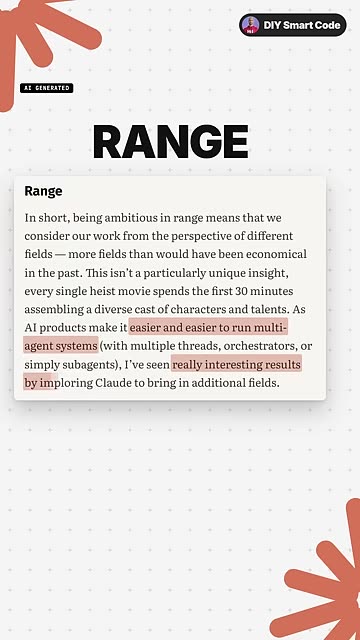 DIY Smart Code
AI GENERATED
RANGE
Range
In short, being ambitious in range means that we
consider our work from the perspective of different
fields — more fields than would have been economical
in the past. This isn't a particularly unique insight,
every single heist movie spends the first 30 minutes
assembling a diverse cast of characters and talents. As
AI products make it easier and easier to run multi-
agent systems (with multiple threads, orchestrators, or
simply subagents), I've seen really interesting results
by imploring Claude to bring in additional fields.